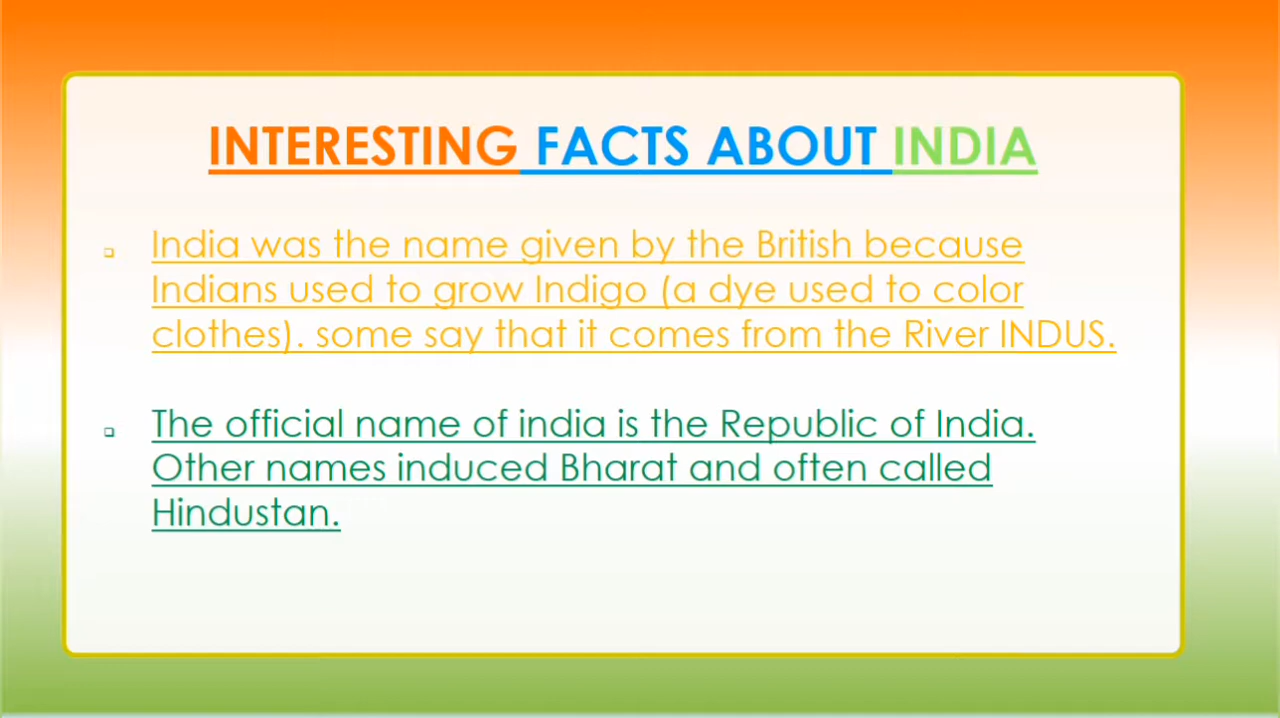 INTERESTING FACTS ABOUT INDIA
India was the name given by the British because
Indians used to grow Indigo (a dye used to color
clothes). some say that it comes from the River INDUS.
The official name of india is the Republic of India.
Other names induced Bharat and often called
Hindustan.